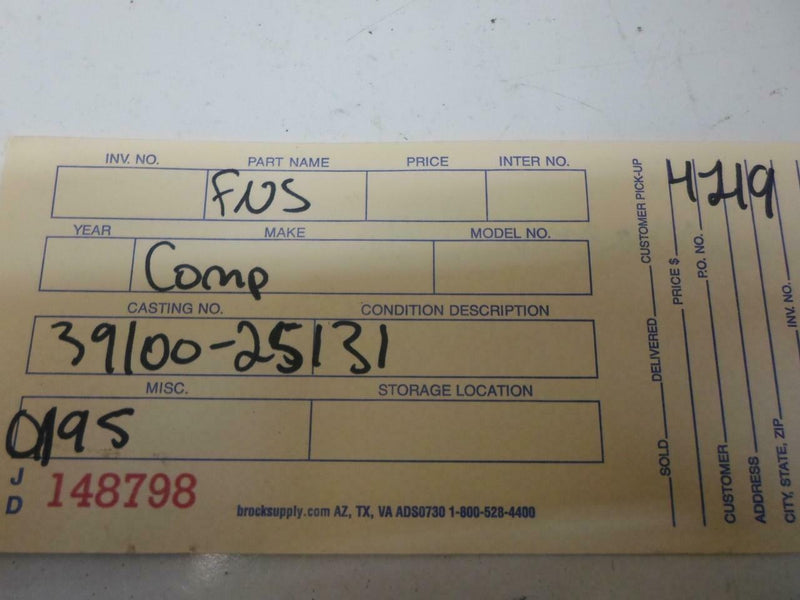 INV. NO. PART NAME PRICE INTER NO.
FNS
YEAR MAKE MODEL NO.
Comp
CASTING NO. CONDITION DESCRIPTION
39100-25131
MISC. STORAGE LOCATION
0195
J D 148798
brocksupply.com AZ, TX, VA ADS0730 1-800-528-4400
SOLD DELIVERED CUSTOMER PICK-UP
PRICE $
P.O. NO.
CUSTOMER
ADDRESS
CITY, STATE, ZIP INV. NO.